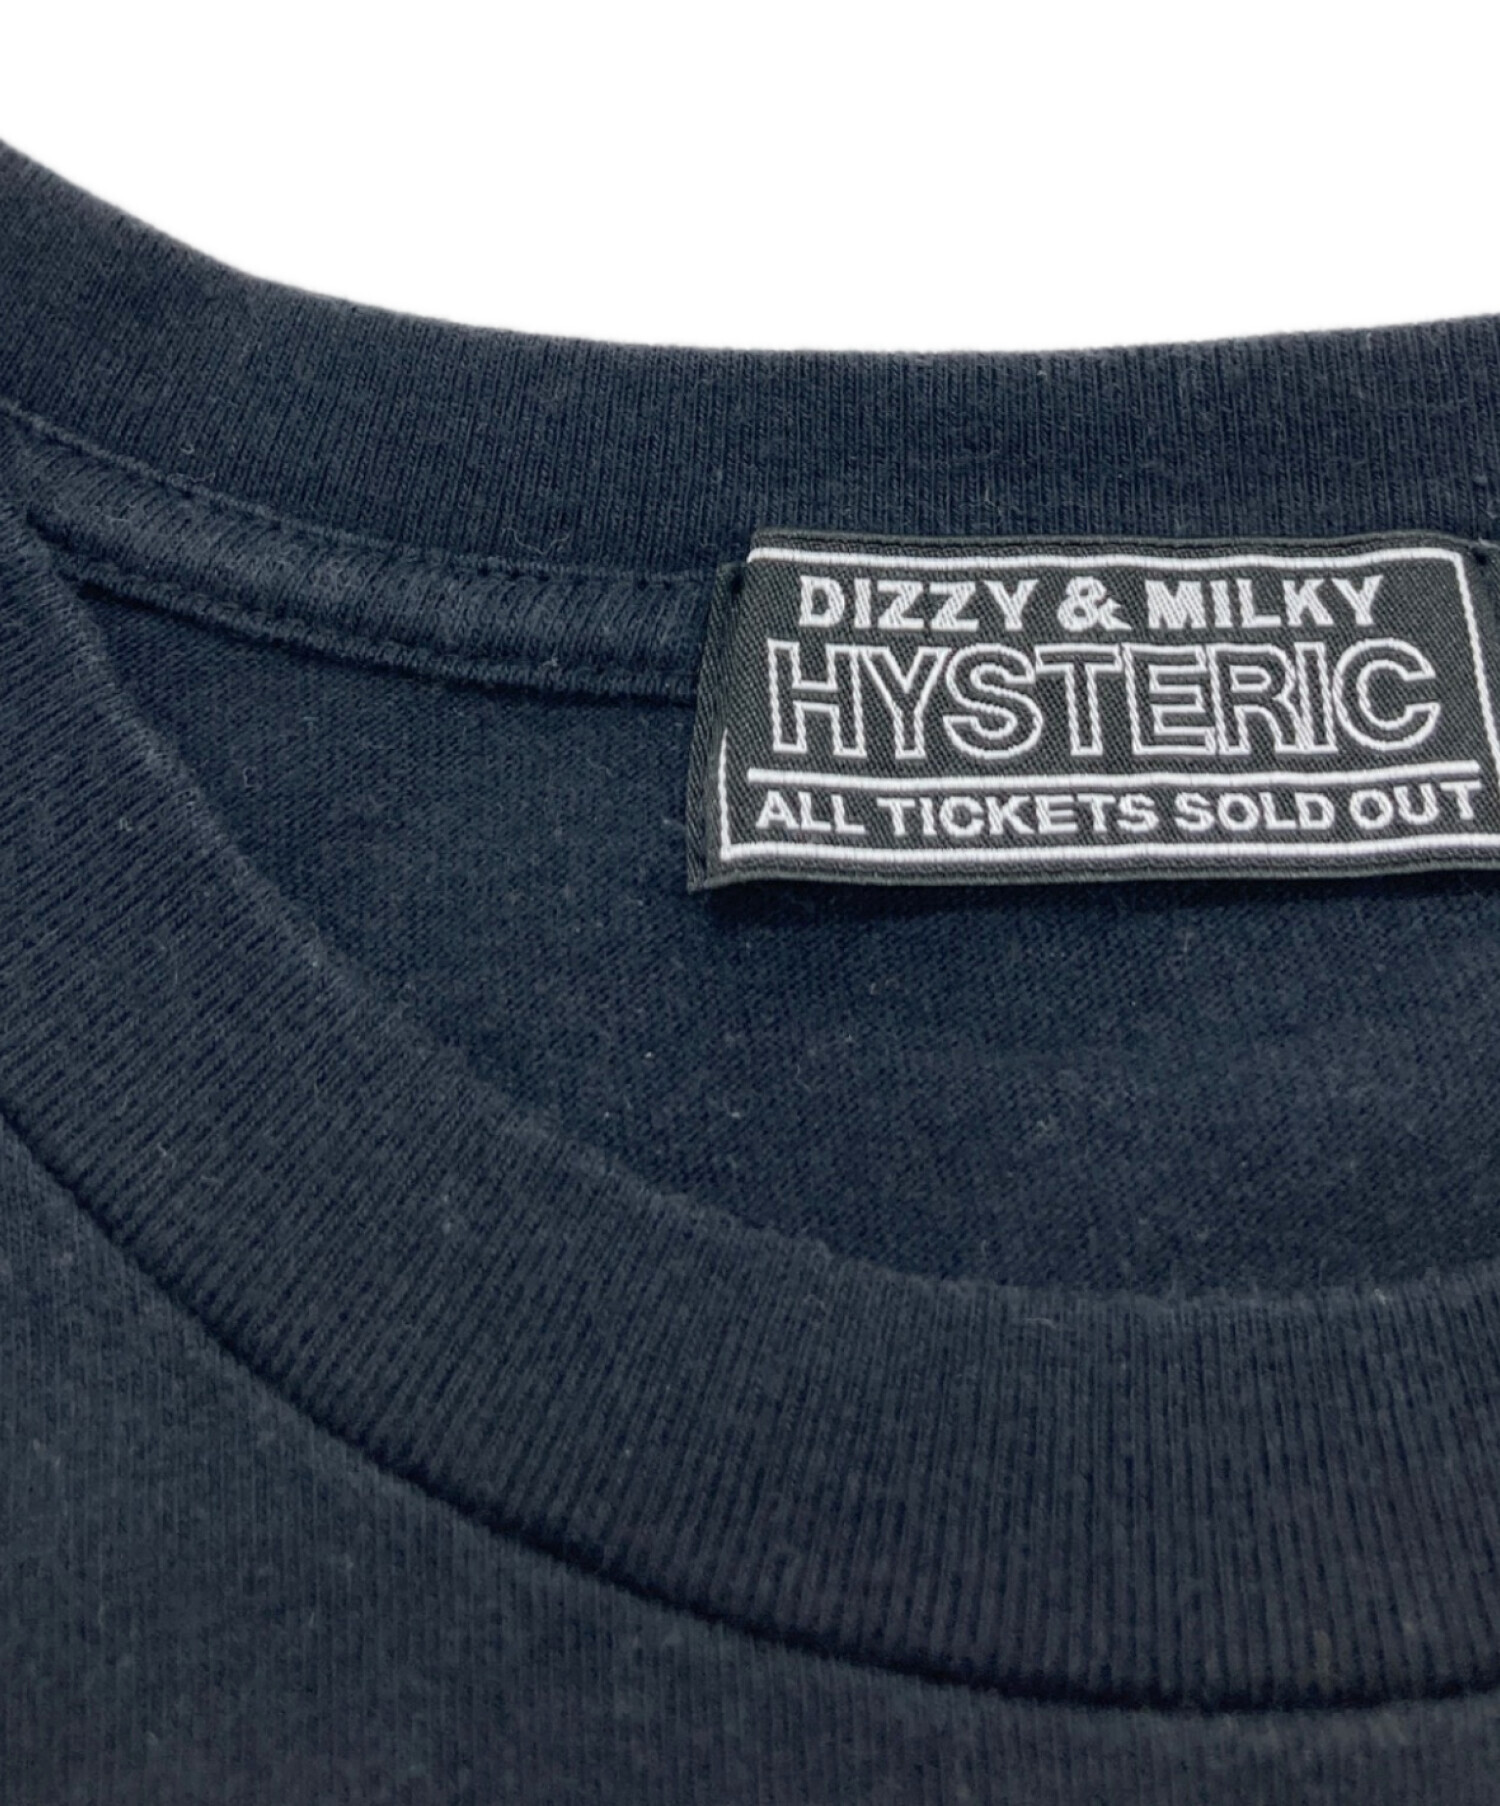 DIZZY & MILKY
HYSTERIC
ALL TICKETS SOLD OUT